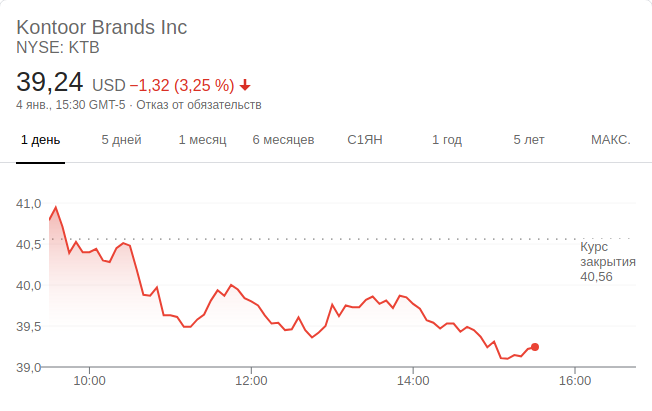 Kontoor Brands Inc
NYSE: KTB
39,24 USD −1,32 (3,25 %)
4 янв., 15:30 GMT-5 · Отказ от обязательств
1 день 5 дней 1 месяц 6 месяцев С1ЯН 1 год 5 лет МАКС.
41,0
40,5
Курс
закрытия
40,56
40,0
39,5
39,0
10:00 12:00 14:00 16:00